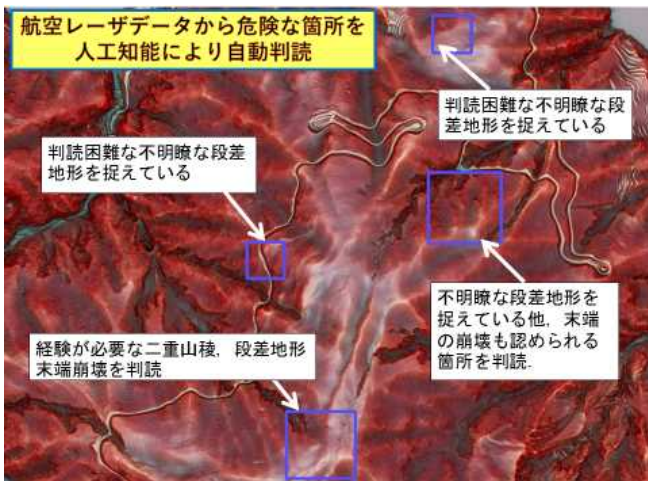 航空レーザデータから危険な箇所を
人工知能により自動判読
判読困難な不明瞭な段
差地形を捉えている
判読困難な不明瞭な段差
地形を捉えている
不明瞭な段差地形を
捉えている他，末端
の崩壊も認められる
箇所を判読.
経験が必要な二重山稜，段差地形
末端崩壊を判読